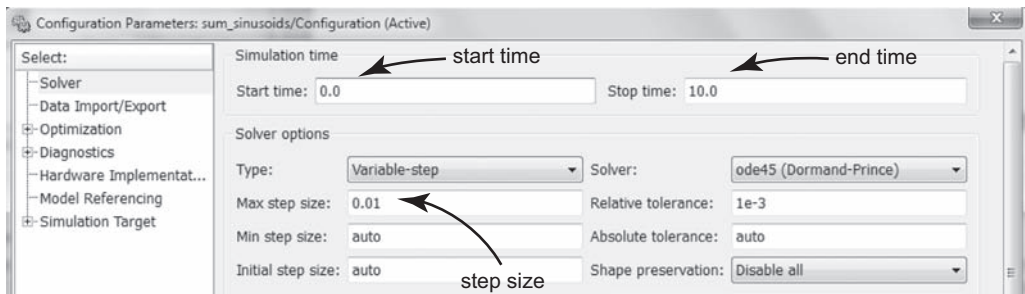 Configuration Parameters: sum_sinusoids/Configuration (Active)
Select:
Solver
Data Import/Export
Optimization
Diagnostics
Hardware Implementat...
Model Referencing
Simulation Target
Simulation time
start time
end time
Start time: 0.0
Stop time: 10.0
Solver options
Type: Variable-step
Solver: ode45 (Dormand-Prince)
Max step size: 0.01
Relative tolerance: 1e-3
Min step size: auto
Absolute tolerance: auto
Initial step size: auto
Shape preservation: Disable all
step size